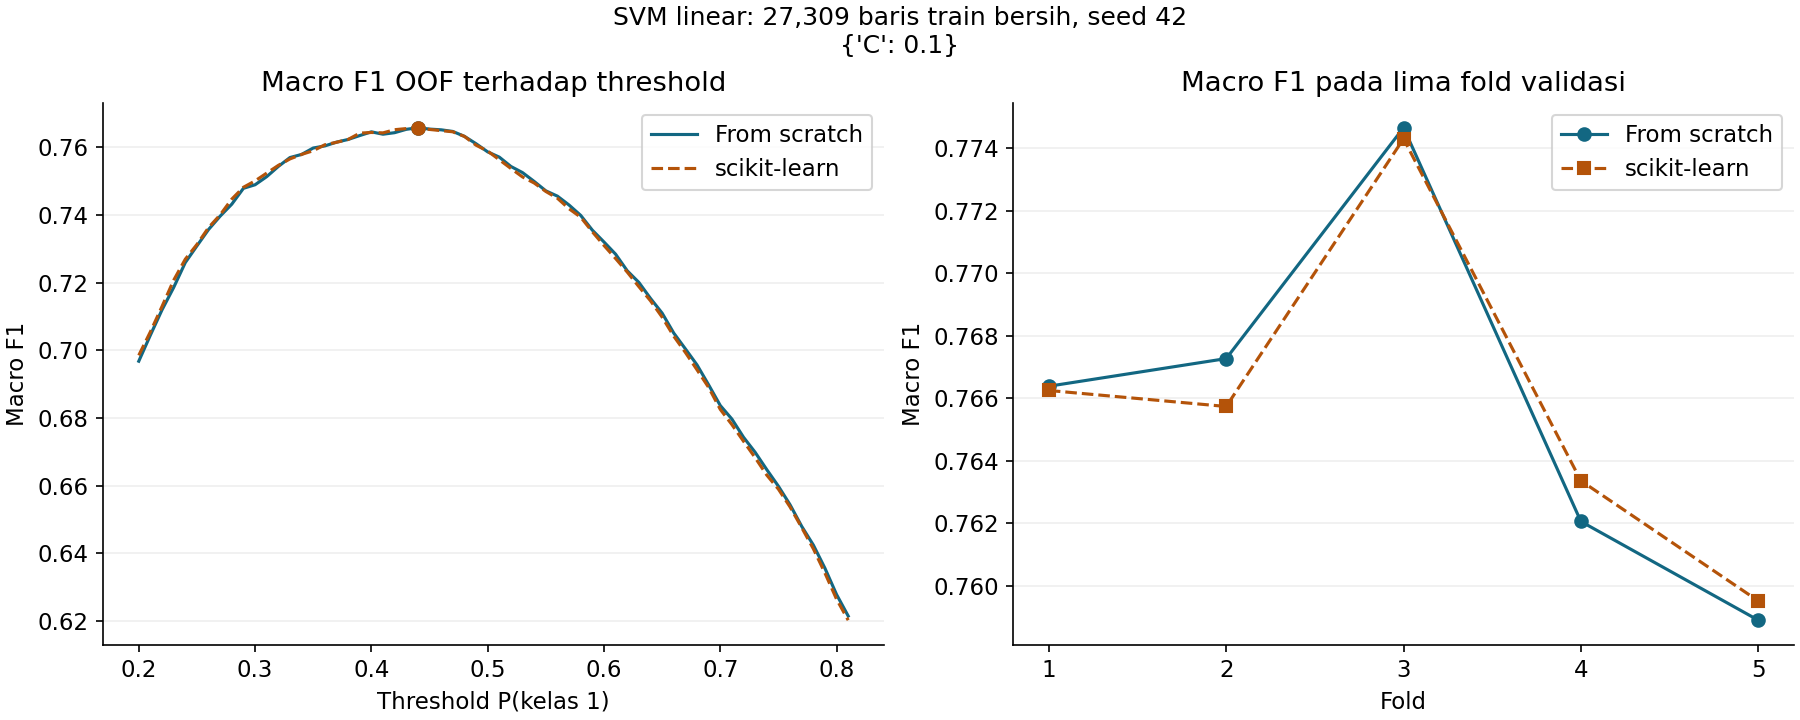 SVM linear: 27,309 baris train bersih, seed 42
{'C': 0.1}
Macro F1 OOF terhadap threshold
From scratch
scikit-learn
Macro F1
0.76
0.74
0.72
0.70
0.68
0.66
0.64
0.62
0.2 0.3 0.4 0.5 0.6 0.7 0.8
Threshold P(kelas 1)
Macro F1 pada lima fold validasi
From scratch
scikit-learn
Macro F1
0.774
0.772
0.770
0.768
0.766
0.764
0.762
0.760
1 2 3 4 5
Fold